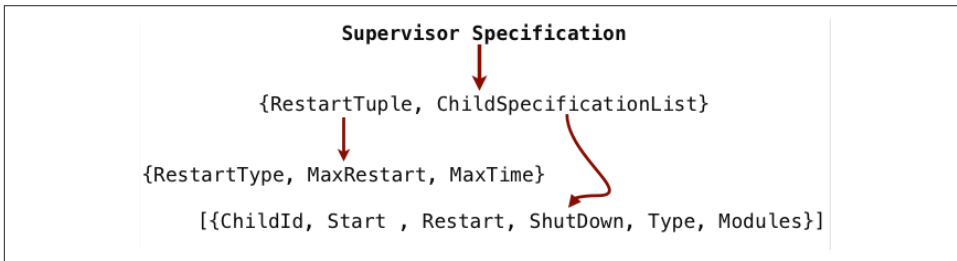 Supervisor Specification
{RestartTuple, ChildSpecificationList}
{RestartType, MaxRestart, MaxTime}
[{ChildId, Start , Restart, ShutDown, Type, Modules}]